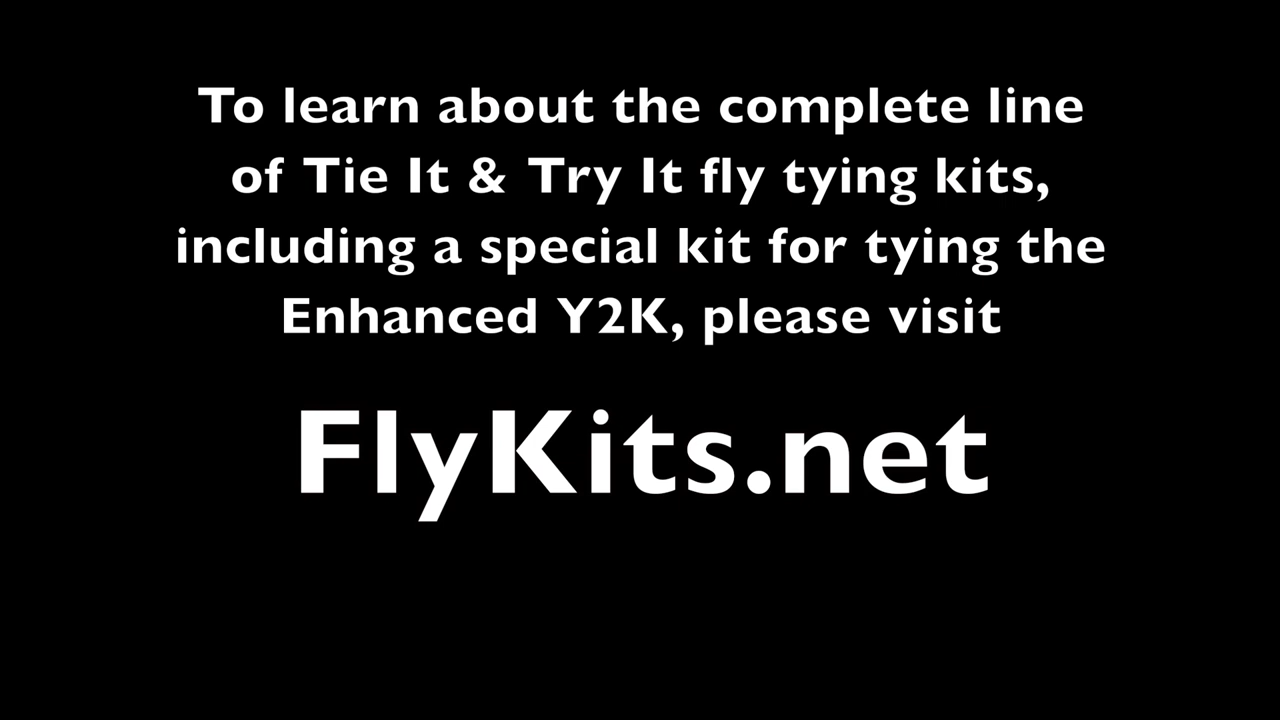 To learn about the complete line
of Tie It & Try It fly tying kits,
including a special kit for tying the
Enhanced Y2K, please visit
FlyKits.net